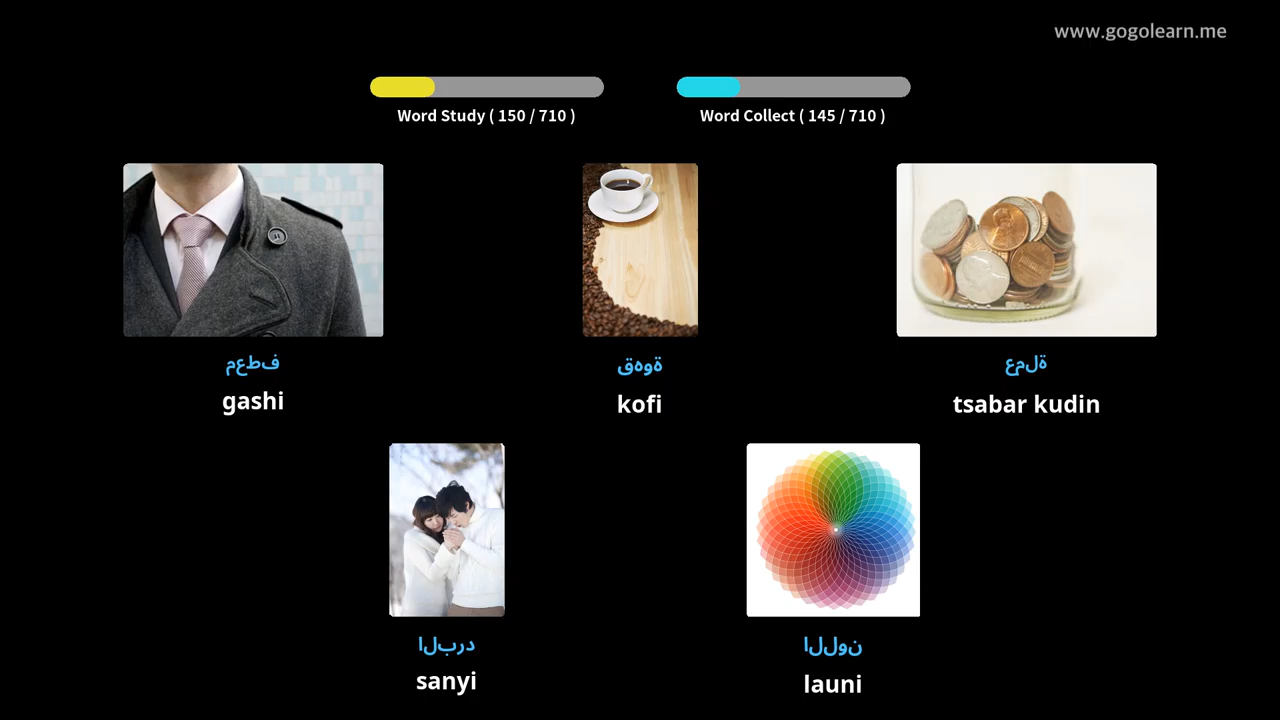 www.gogolearn.me
Word Study ( 150 / 710 )
Word Collect ( 145 / 710 )
معطف
gashi
قهوة
kofi
عملة
tsabar kudin
البرد
sanyi
اللون
launi